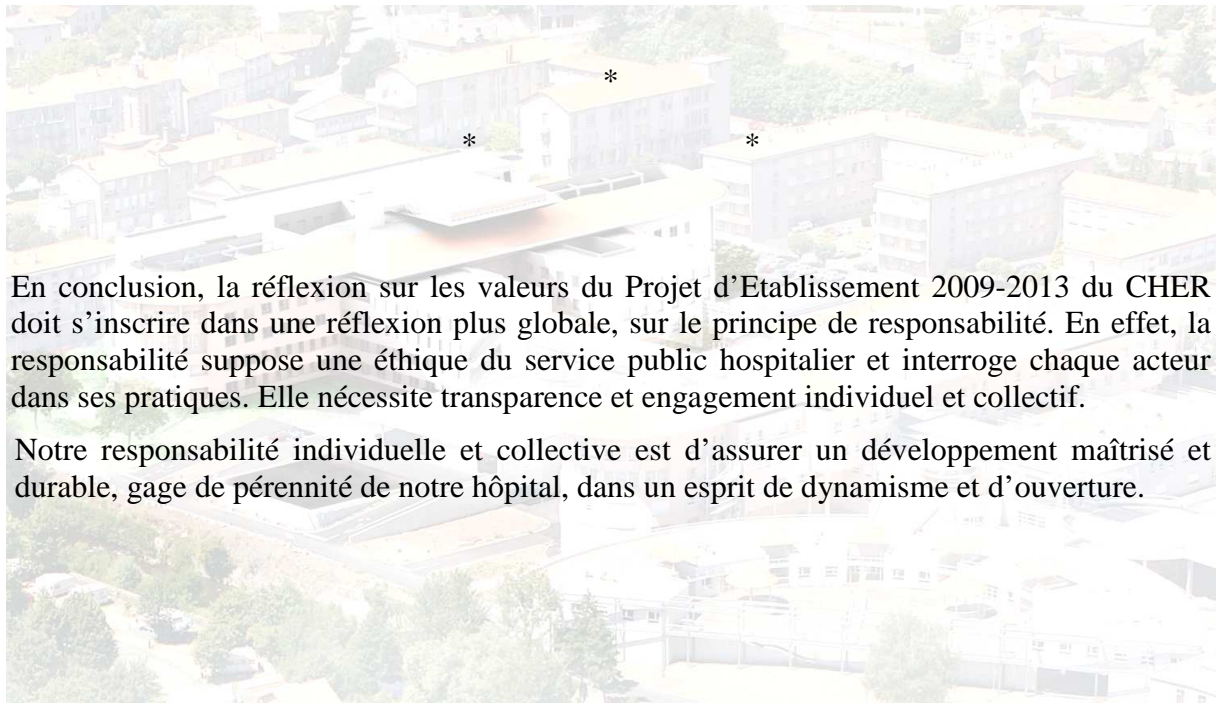 *
* *
En conclusion, la réflexion sur les valeurs du Projet d’Etablissement 2009-2013 du CHER
doit s’inscrire dans une réflexion plus globale, sur le principe de responsabilité. En effet, la
responsabilité suppose une éthique du service public hospitalier et interroge chaque acteur
dans ses pratiques. Elle nécessite transparence et engagement individuel et collectif.
Notre responsabilité individuelle et collective est d’assurer un développement maîtrisé et
durable, gage de pérennité de notre hôpital, dans un esprit de dynamisme et d’ouverture.